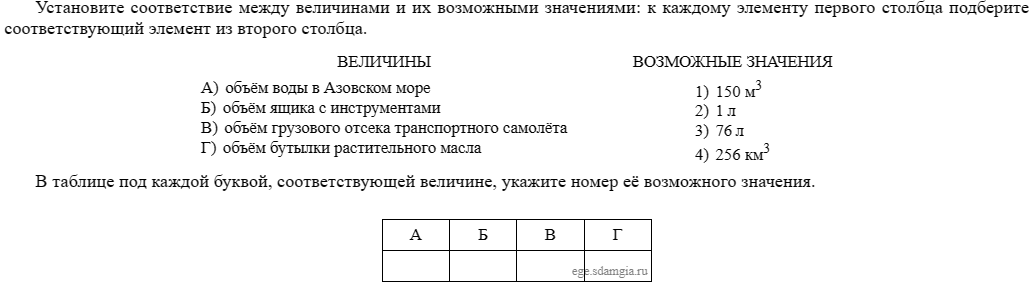 Установите соответствие между величинами и их возможными значениями: к каждому элементу первого столбца подберите
соответствующий элемент из второго столбца.
ВЕЛИЧИНЫ
А) объём воды в Азовском море
Б) объём ящика с инструментами
В) объём грузового отсека транспортного самолёта
Г) объём бутылки растительного масла
ВОЗМОЖНЫЕ ЗНАЧЕНИЯ
1) 150 м³
2) 1 л
3) 76 л
4) 256 км³
В таблице под каждой буквой, соответствующей величине, укажите номер её возможного значения.
А Б В Г
ege.sdamgia.ru